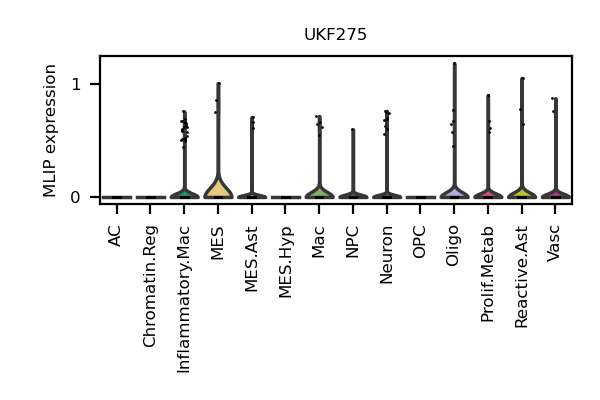 UKF275
MLIP expression
1
0
AC
Chromatin.Reg
Inflammatory.Mac
MES
MES.Ast
MES.Hyp
Mac
NPC
Neuron
OPC
Oligo
Prolif.Metab
Reactive.Ast
Vasc